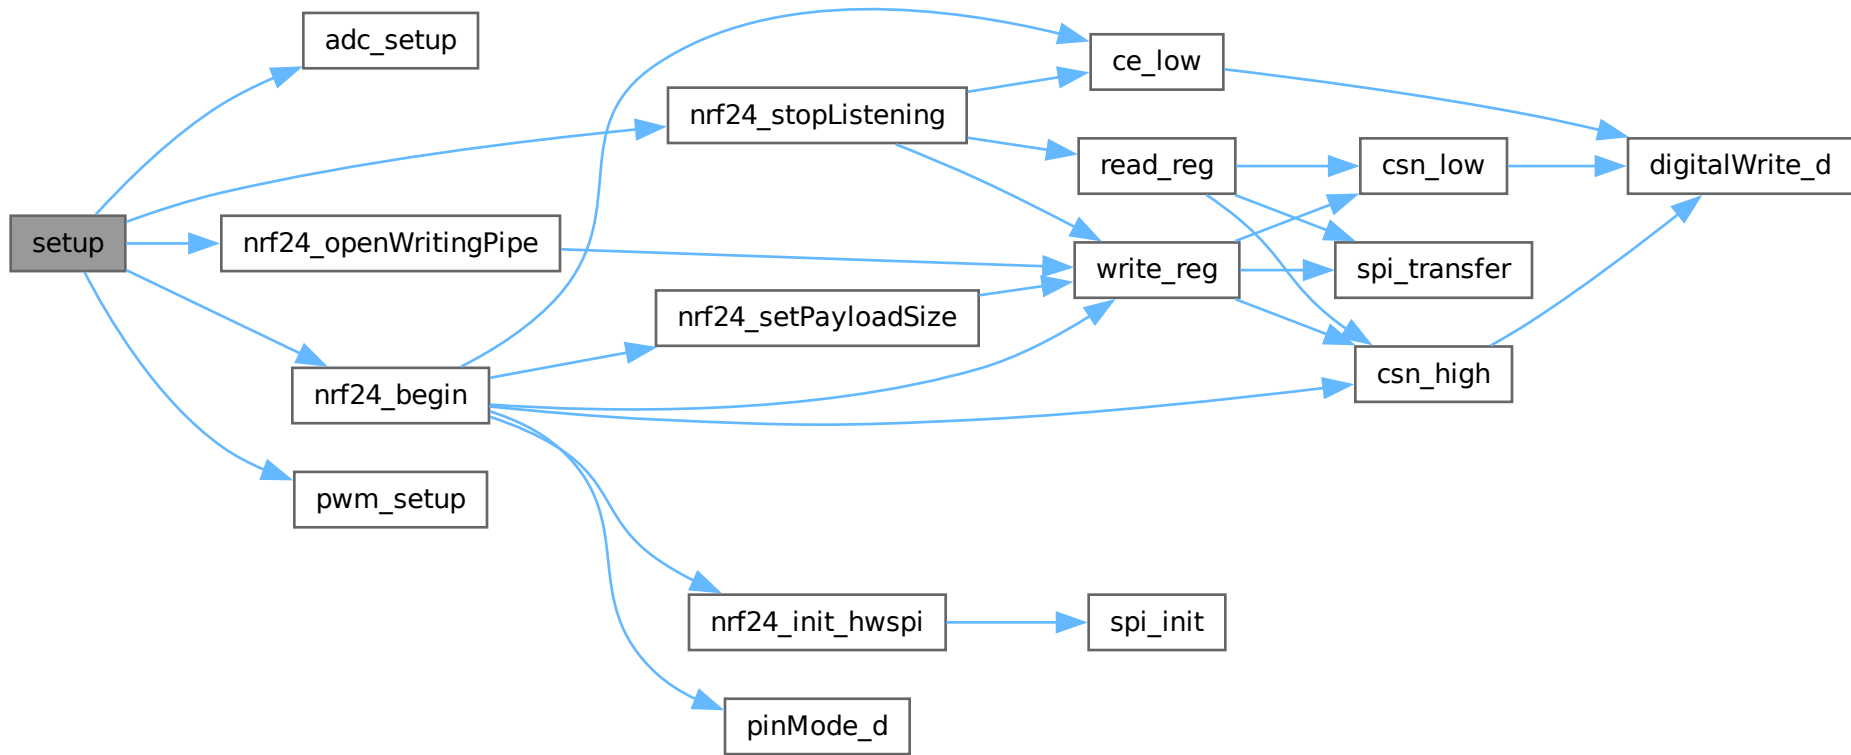 setup
adc_setup
nrf24_stopListening
nrf24_openWritingPipe
nrf24_begin
pwm_setup
nrf24_setPayloadSize
nrf24_init_hwspi
pinMode_d
ce_low
read_reg
write_reg
spi_init
csn_low
spi_transfer
csn_high
digitalWrite_d